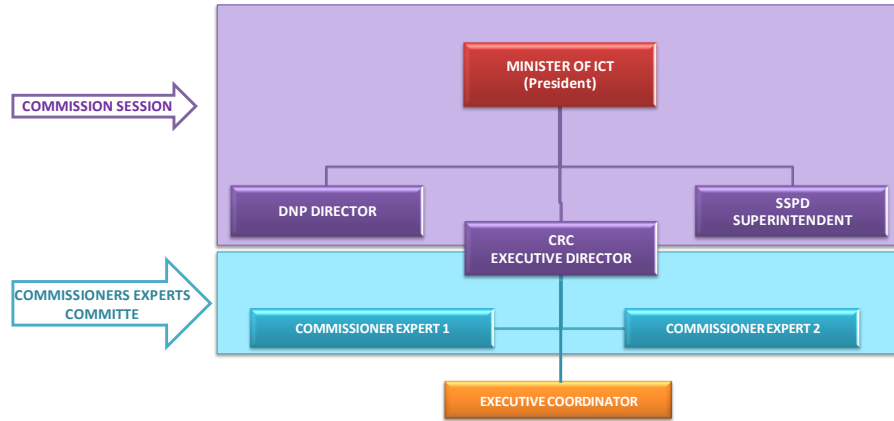 MINISTER OF ICT
(President)
COMMISSION SESSION
DNP DIRECTOR
SSPD
SUPERINTENDENT
CRC
EXECUTIVE DIRECTOR
COMMISSIONERS EXPERTS
COMMITTE
COMMISSIONER EXPERT 1
COMMISSIONER EXPERT 2
EXECUTIVE COORDINATOR